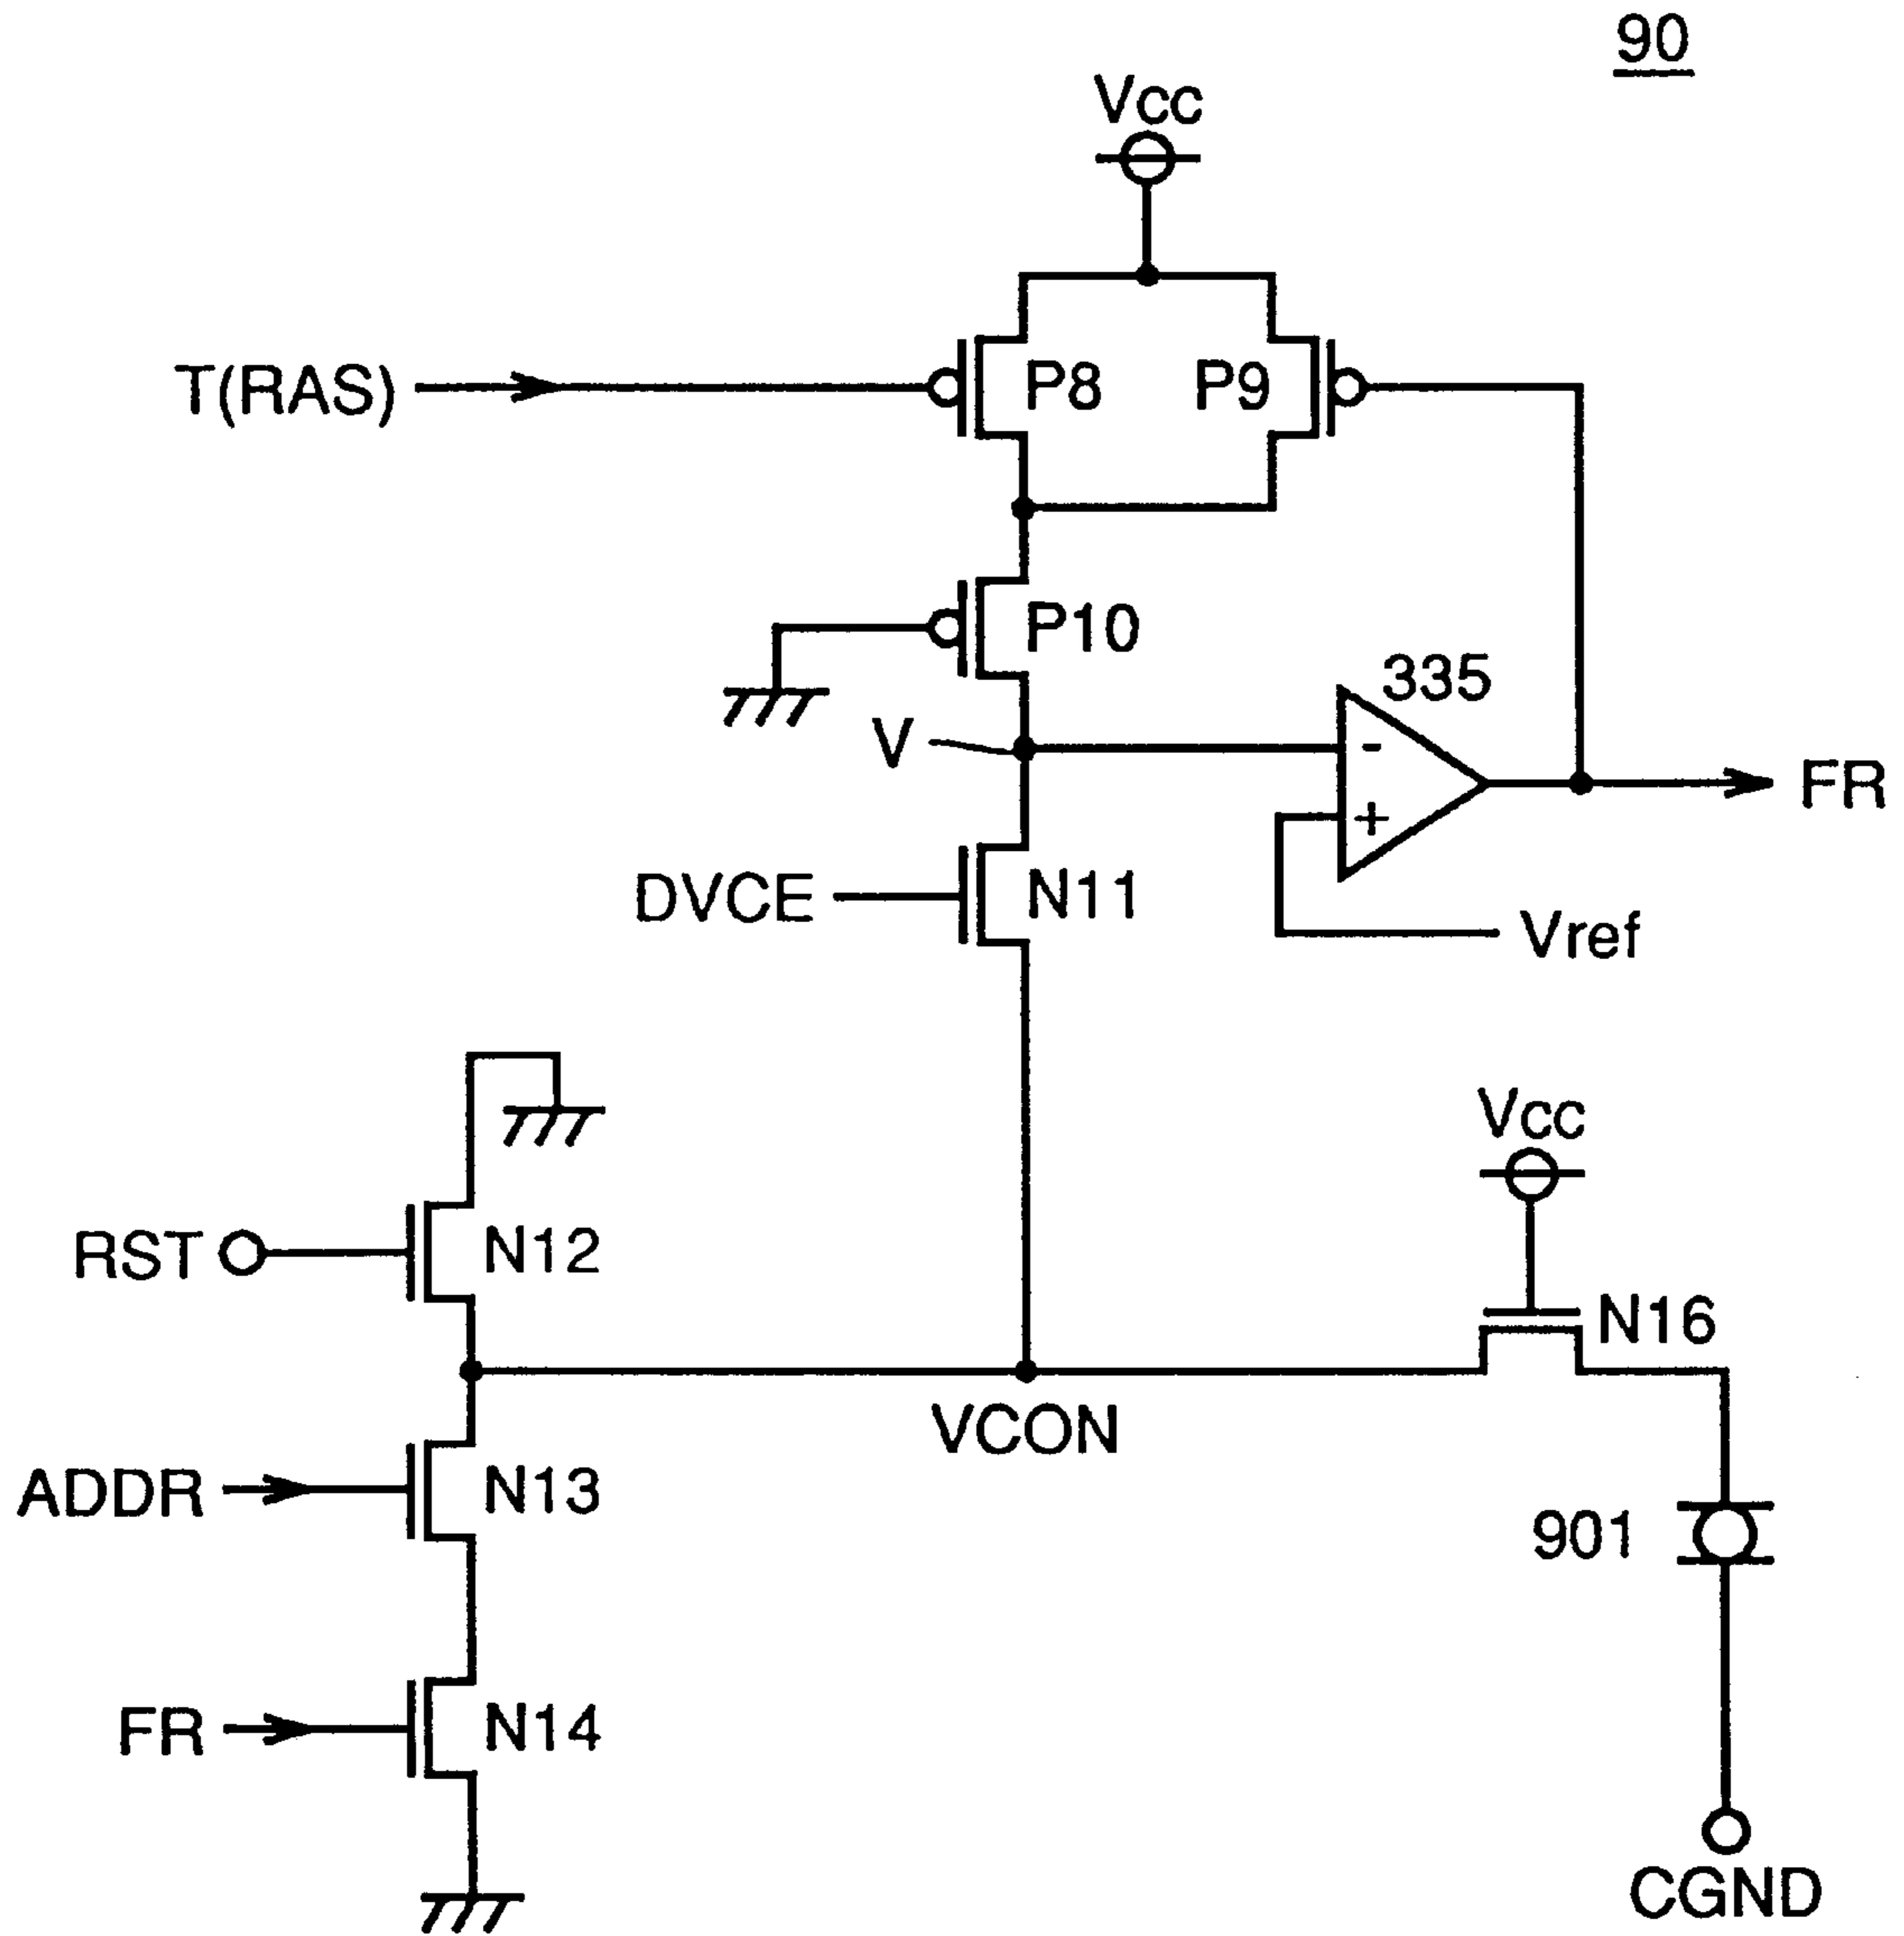 90
Vcc
T(RAS)
P8
P9
P10
335
V
-
+
FR
DVCE
N11
Vref
Vcc
RST
N12
N16
VCON
ADDR
N13
901
FR
N14
CGND